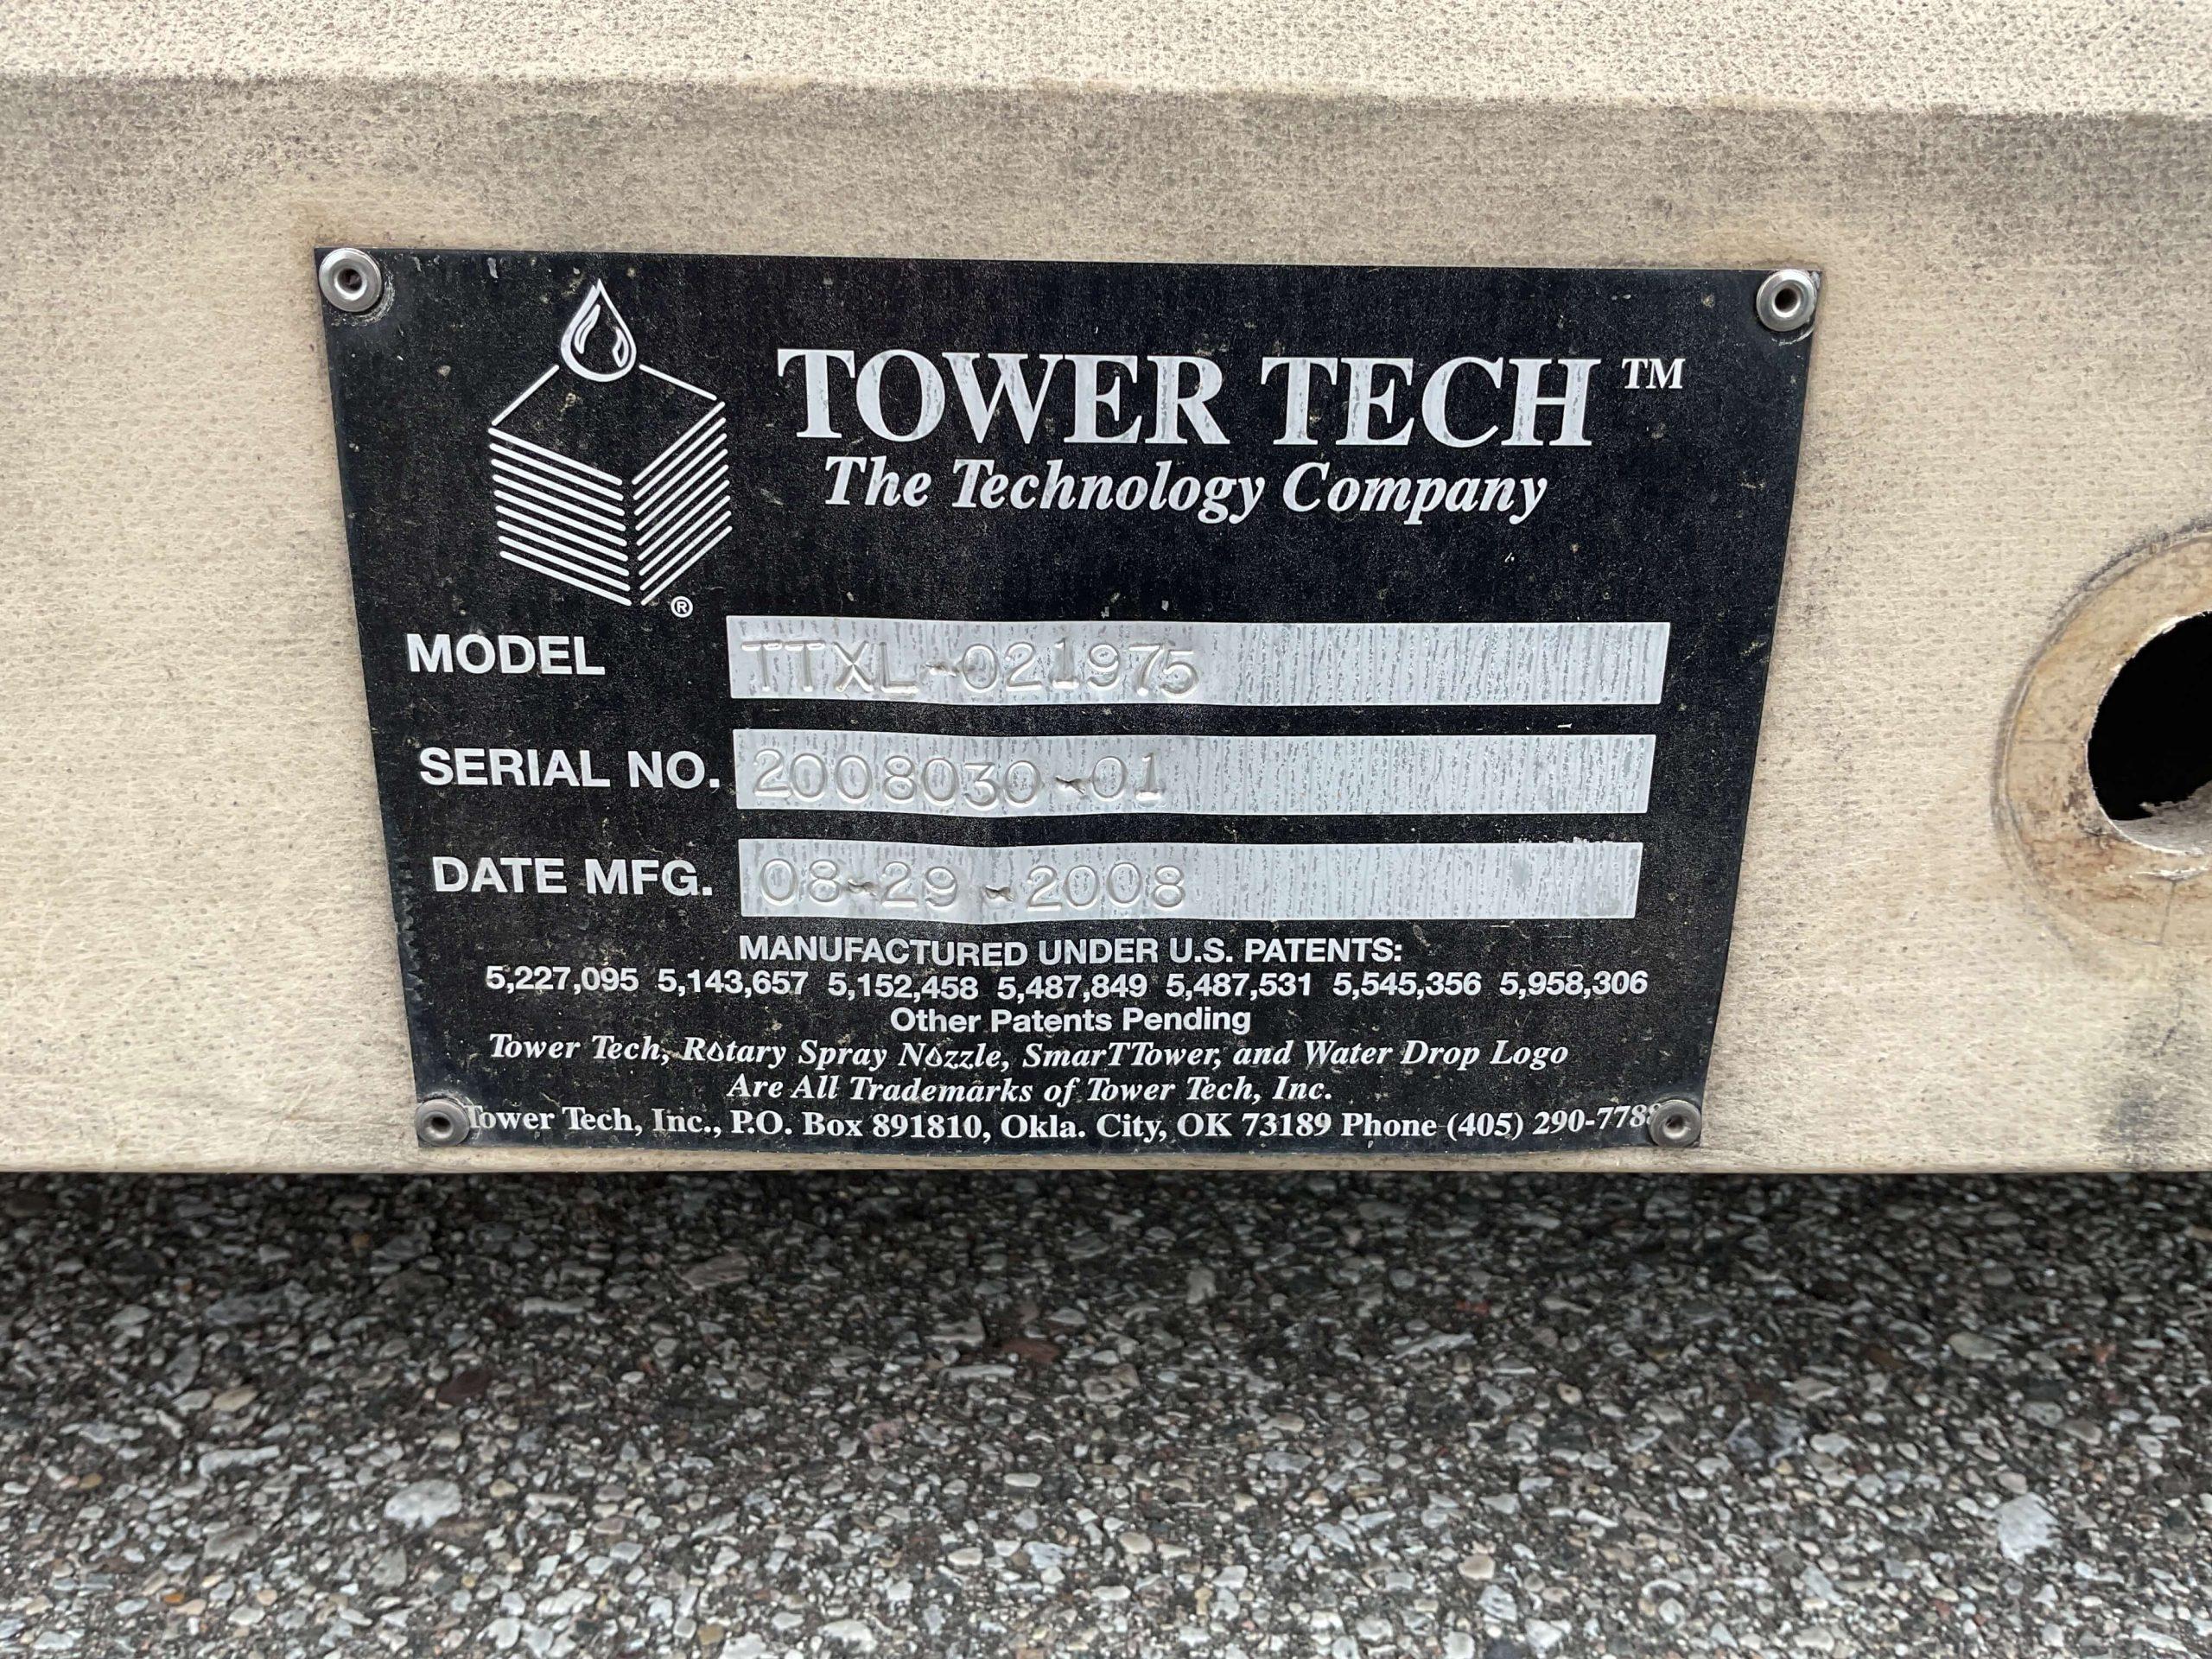 TOWER TECH™
The Technology Company
®
MODEL TTXL-021975
SERIAL NO. 2008030-01
DATE MFG. 08-29-2008
MANUFACTURED UNDER U.S. PATENTS:
5,227,095 5,143,657 5,152,458 5,487,849 5,487,531 5,545,356 5,958,306
Other Patents Pending
Tower Tech, Rotary Spray Nozzle, SmarTTower, and Water Drop Logo
Are All Trademarks of Tower Tech, Inc.
Tower Tech, Inc., P.O. Box 891810, Okla. City, OK 73189 Phone (405) 290-7788